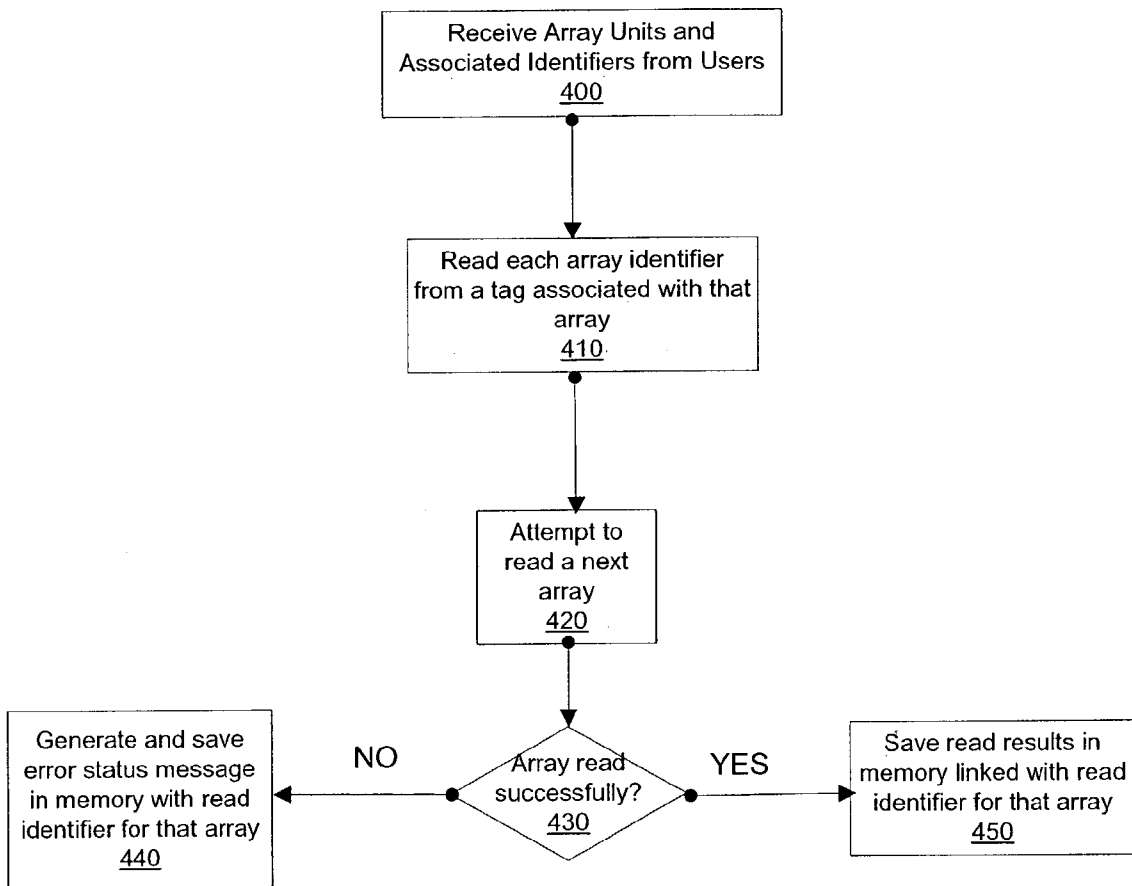 Receive Array Units and
Associated Identifiers from Users
400
Read each array identifier
from a tag associated with that
array
410
Attempt to
read a next
array
420
Array read
successfully?
430
NO
YES
Generate and save
error status message
in memory with read
identifier for that array
440
Save read results in
memory linked with read
identifier for that array
450